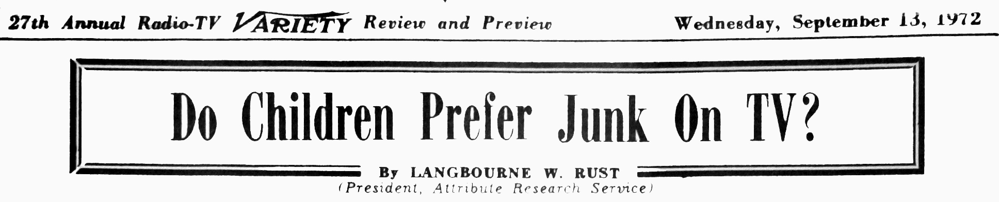 27th Annual Radio-TV VARIETY Review and Preview Wednesday, September 13, 1972
Do Children Prefer Junk On TV?
By LANGBOURNE W. RUST
(President, Attribute Research Service)